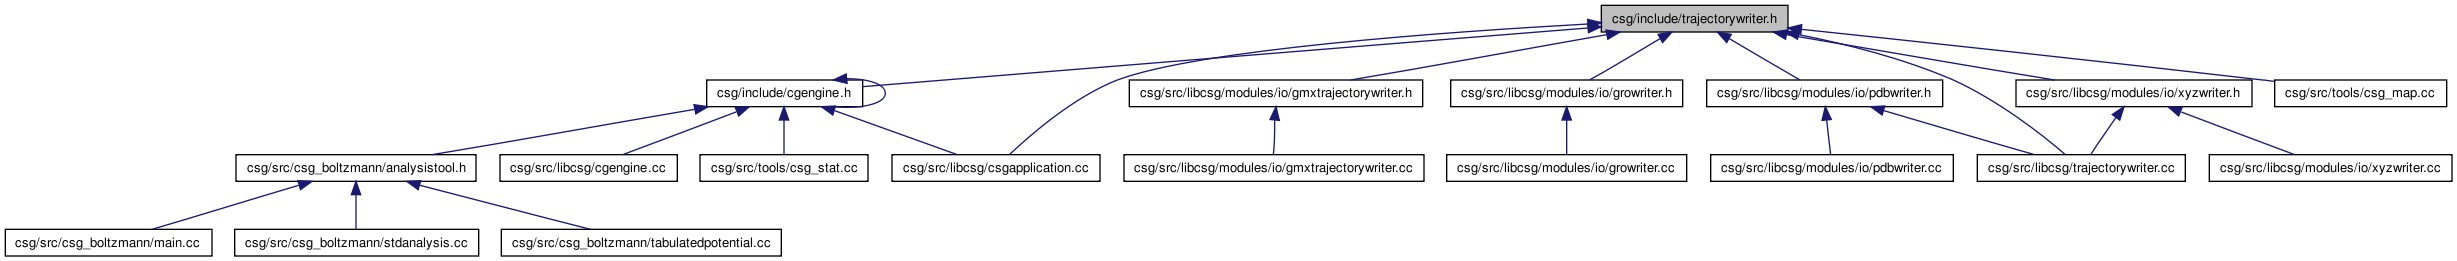 csg/include/trajectorywriter.h
csg/include/cgengine.h
csg/src/libcsg/modules/io/gmxtrajectorywriter.h
csg/src/libcsg/modules/io/growriter.h
csg/src/libcsg/modules/io/pdbwriter.h
csg/src/libcsg/modules/io/xyzwriter.h
csg/src/tools/csg_map.cc
csg/src/csg_boltzmann/analysistool.h
csg/src/libcsg/cgengine.cc
csg/src/tools/csg_stat.cc
csg/src/libcsg/csgapplication.cc
csg/src/libcsg/modules/io/gmxtrajectorywriter.cc
csg/src/libcsg/modules/io/growriter.cc
csg/src/libcsg/modules/io/pdbwriter.cc
csg/src/libcsg/trajectorywriter.cc
csg/src/libcsg/modules/io/xyzwriter.cc
csg/src/csg_boltzmann/main.cc
csg/src/csg_boltzmann/stdanalysis.cc
csg/src/csg_boltzmann/tabulatedpotential.cc